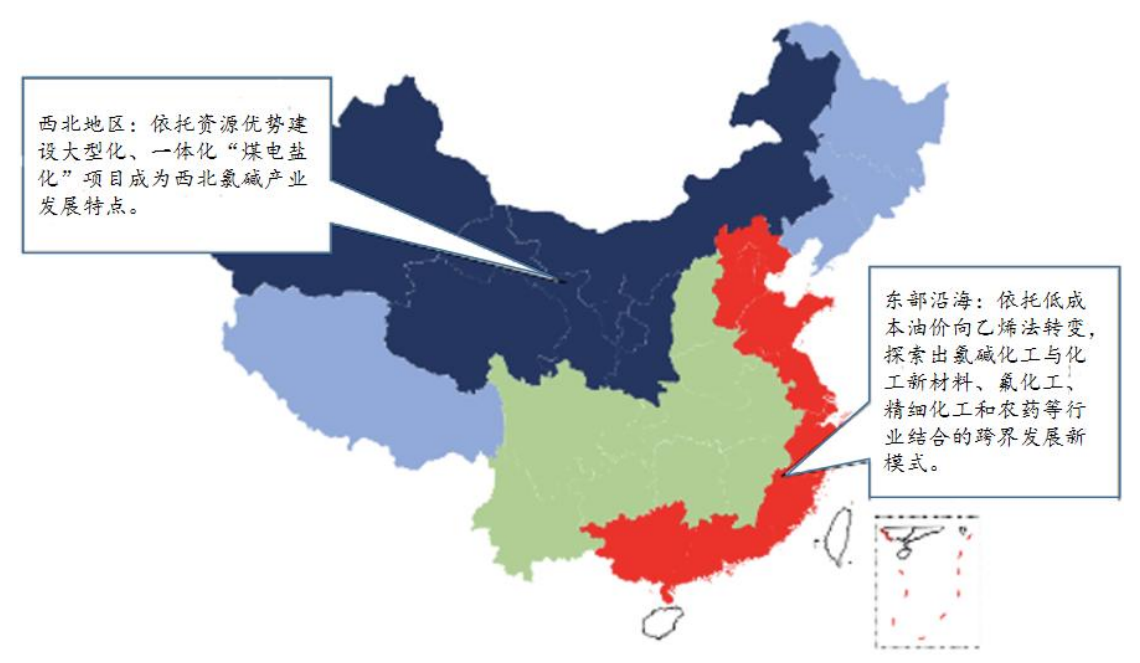 西北地区：依托资源优势建
设大型化、一体化“煤电盐
化”项目成为西北氯碱产业
发展特点。
东部沿海：依托低成
本油价向乙烯法转变，
探索出氯碱化工与化
工新材料、氟化工、
精细化工和农药等行
业结合的跨界发展新
模式。